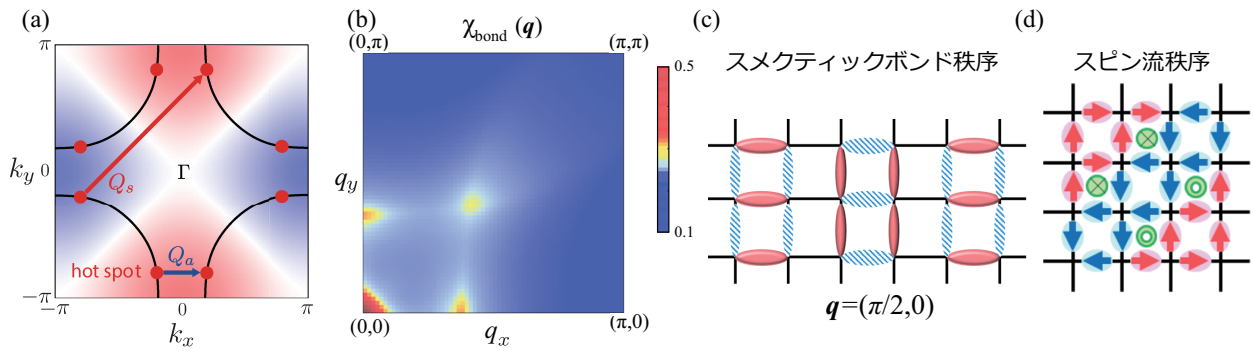 (a)
π
k_y 0
−π
−π 0 π
k_x
Γ
Q_s
Q_a
hot spot
(b)
χ_bond (q)
(0,π) (π,π)
q_y
(0,0) (π,0)
q_x
0.5
0.1
(c)
スメクティックボンド秩序
q=(π/2,0)
(d)
スピン流秩序